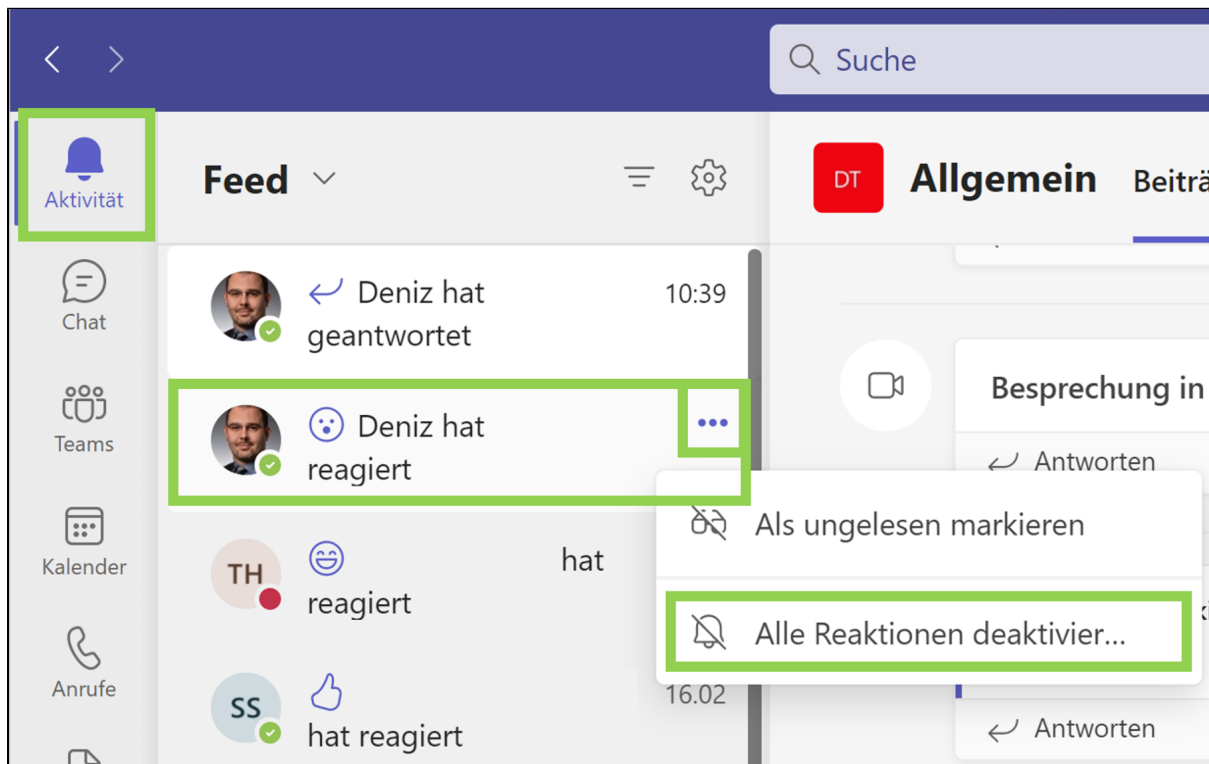 Suche
Aktivität
Chat
Teams
Kalender
Anrufe
Feed
Deniz hat
geantwortet
10:39
Deniz hat
reagiert
TH
hat
reagiert
SS
hat reagiert
16.02
DT
Allgemein
Besprechung in
Antworten
Als ungelesen markieren
Alle Reaktionen deaktivier...
Antworten